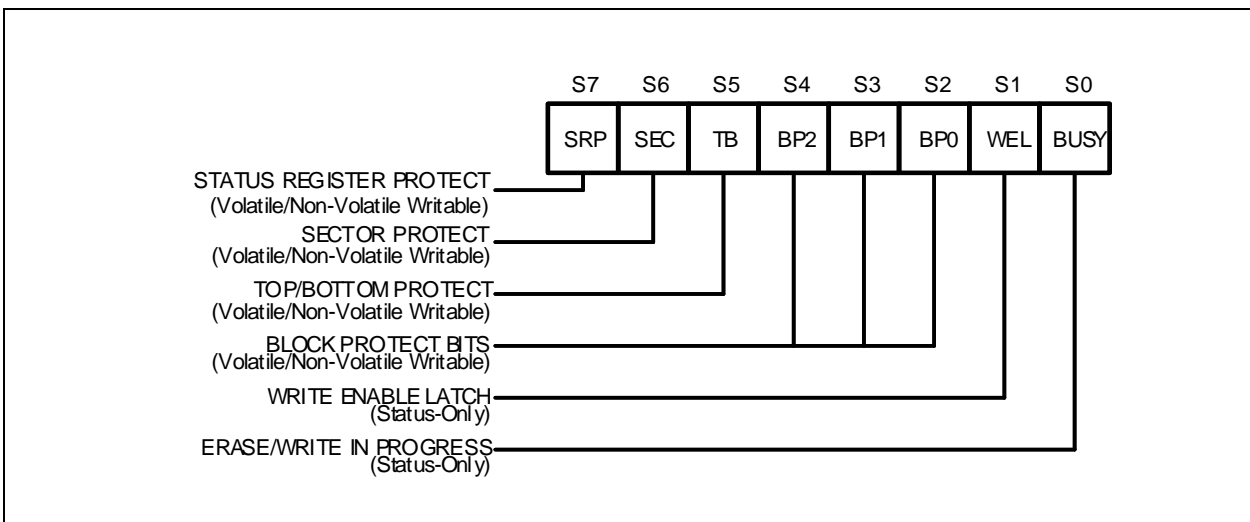 S7 S6 S5 S4 S3 S2 S1 S0
SRP SEC TB BP2 BP1 BP0 WEL BUSY
STATUS REGISTER PROTECT
(Volatile/Non-Volatile Writable)
SECTOR PROTECT
(Volatile/Non-Volatile Writable)
TOP/BOTTOM PROTECT
(Volatile/Non-Volatile Writable)
BLOCK PROTECT BITS
(Volatile/Non-Volatile Writable)
WRITE ENABLE LATCH
(Status-Only)
ERASE/WRITE IN PROGRESS
(Status-Only)